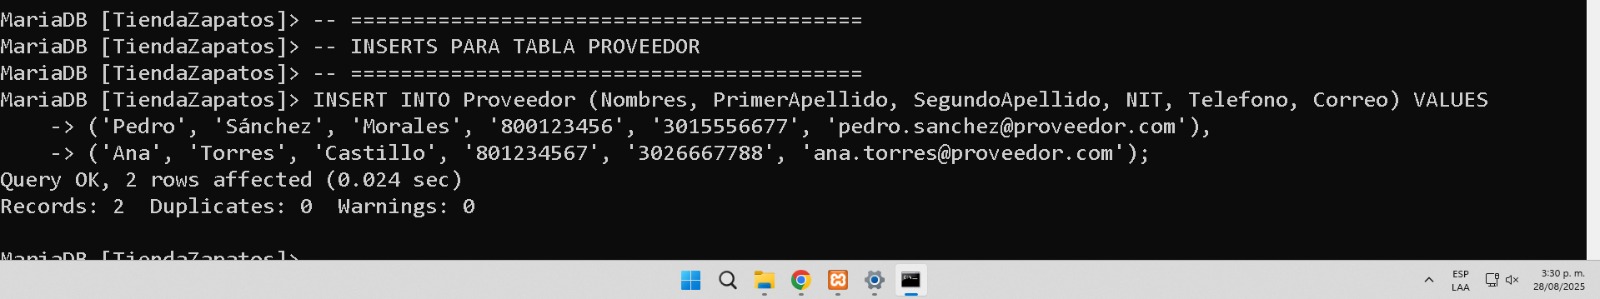 MariaDB [TiendaZapatos]> -- =========================================
MariaDB [TiendaZapatos]> -- INSERTS PARA TABLA PROVEEDOR
MariaDB [TiendaZapatos]> -- =========================================
MariaDB [TiendaZapatos]> INSERT INTO Proveedor (Nombres, PrimerApellido, SegundoApellido, NIT, Telefono, Correo) VALUES
    -> ('Pedro', 'Sánchez', 'Morales', '800123456', '3015556677', 'pedro.sanchez@proveedor.com'),
    -> ('Ana', 'Torres', 'Castillo', '801234567', '3026667788', 'ana.torres@proveedor.com');
Query OK, 2 rows affected (0.024 sec)
Records: 2  Duplicates: 0  Warnings: 0
MariaDB [TiendaZapatos]>
ESP
LAA
3:30 p. m.
28/08/2025